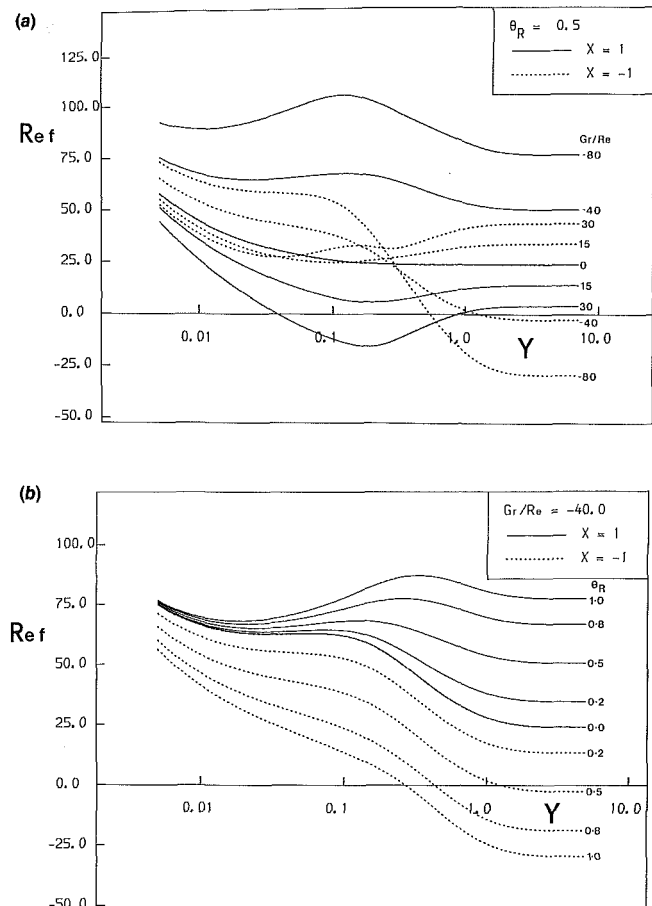 (a)
θR = 0.5
X = 1
X = -1
125.0
100.0
Ref
75.0
50.0
25.0
0.0
-25.0
-50.0
0.01
0.1
1.0
10.0
Y
Gr/Re
-80
-40
30
15
0
15
30
-40
-80
(b)
Gr/Re = -40.0
X = 1
X = -1
100.0
75.0
Ref
50.0
25.0
0.0
-25.0
-50.0
0.01
0.1
1.0
10.0
Y
θR
1.0
0.8
0.5
0.2
0.0
0.2
0.5
0.8
1.0